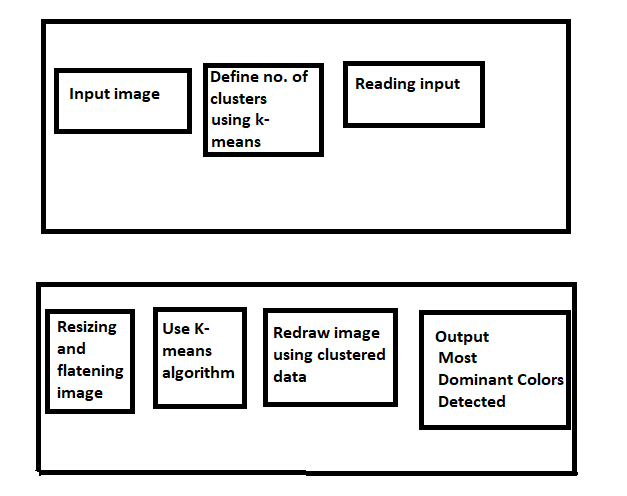 Input image
Define no. of
clusters
using k-
means
Reading input
Resizing
and
flatening
image
Use K-
means
algorithm
Redraw image
using clustered
data
Output
Most
Dominant Colors
Detected